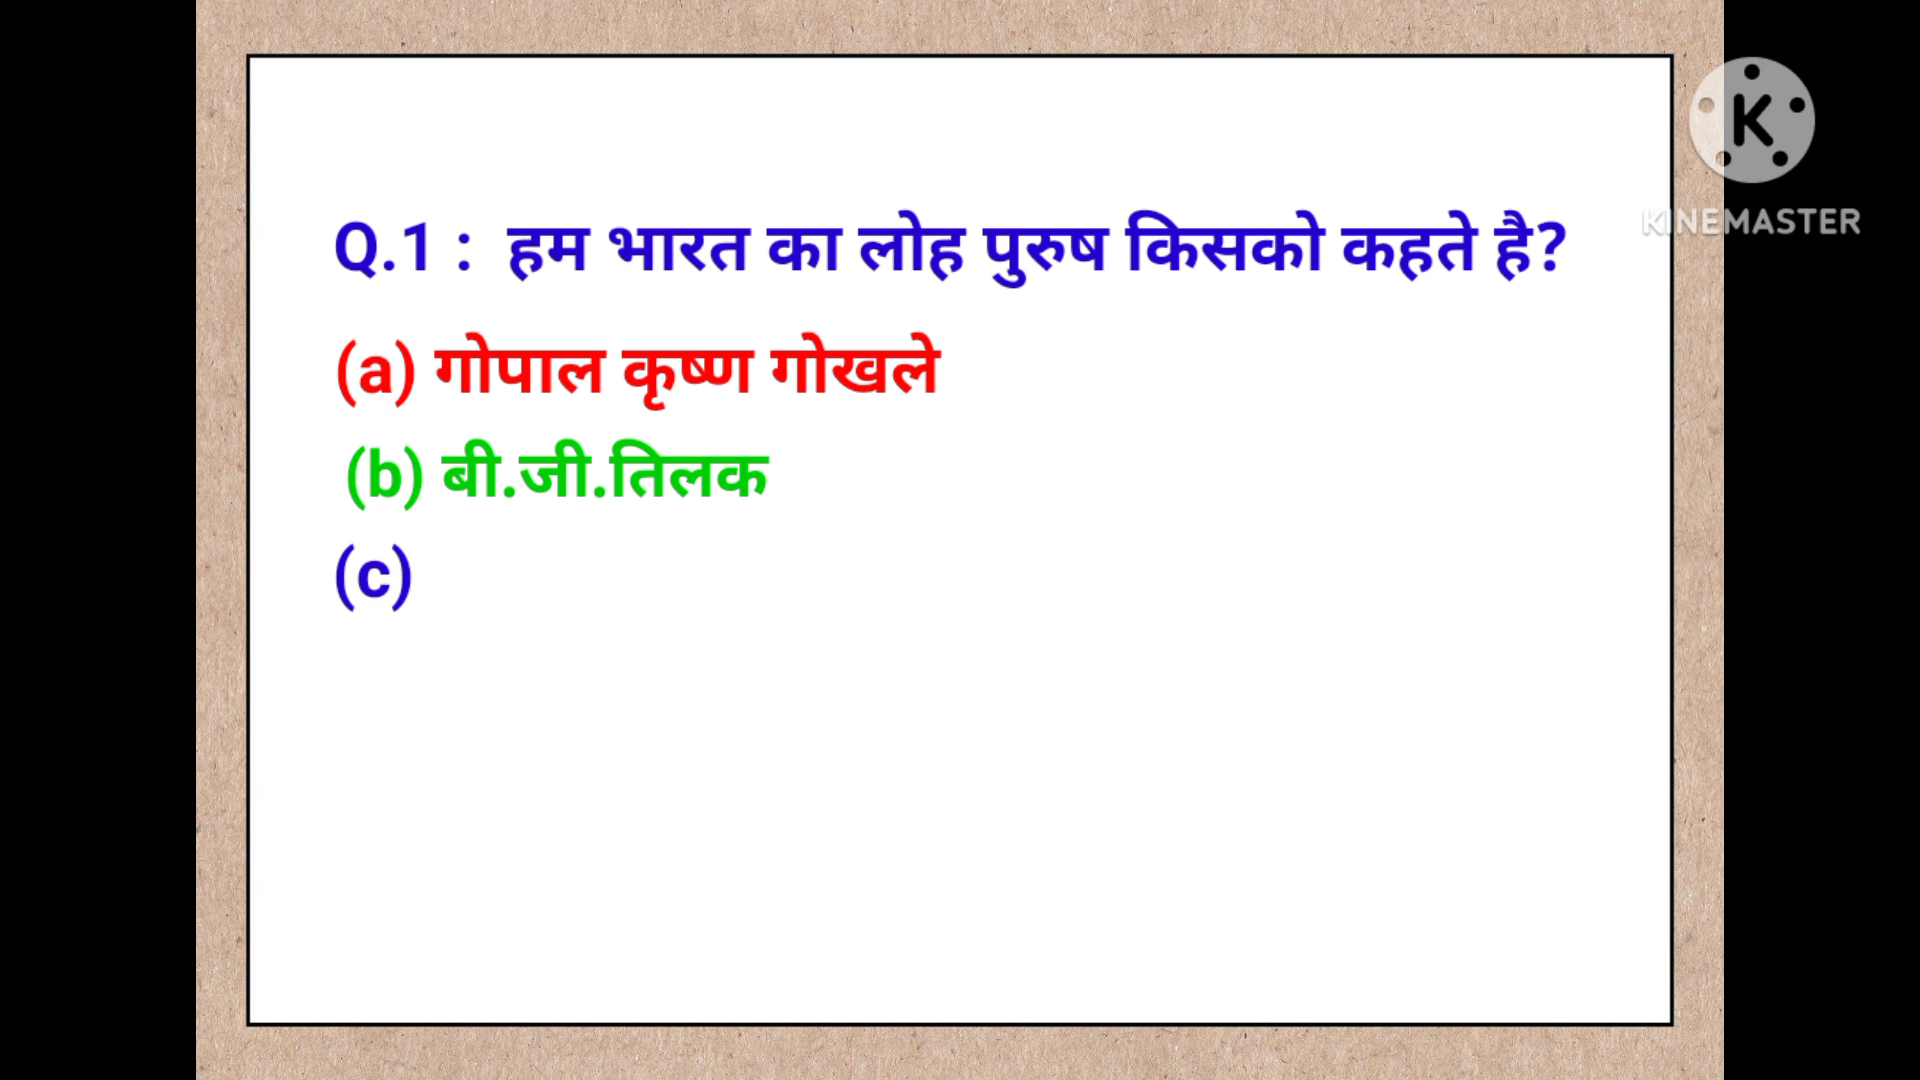 Q.1 : हम भारत का लोह पुरुष किसको कहते है?
(a) गोपाल कृष्ण गोखले
(b) बी.जी.तिलक
(c)
K
KINEMASTER